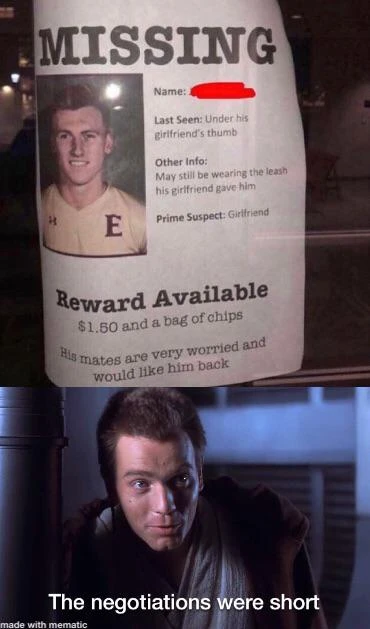 MISSING
Name:
Last Seen: Under his
girlfriend's thumb
Other Info:
May still be wearing the leash
his girlfriend gave him
Prime Suspect: Girlfriend
E
Reward Available
$1.50 and a bag of chips
His mates are very worried and
would like him back
The negotiations were short
made with mematic